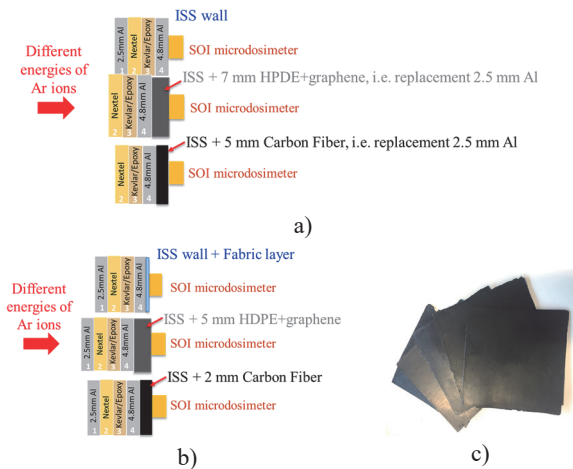 ISS wall
Different
energies of
Ar ions
2.5mm Al
Nextel
Kevlar/Epoxy
4.8mm Al
1 2 3 4
SOI microdosimeter
ISS + 7 mm HPDE+graphene, i.e. replacement 2.5 mm Al
Nextel
Kevlar/Epoxy
4.8mm Al
2 3 4
SOI microdosimeter
ISS + 5 mm Carbon Fiber, i.e. replacement 2.5 mm Al
Nextel
Kevlar/Epoxy
4.8mm Al
2 3 4
SOI microdosimeter
a)
ISS wall + Fabric layer
Different
energies of
Ar ions
2.5mm Al
Nextel
Kevlar/Epoxy
4.8mm Al
1 2 3 4
SOI microdosimeter
ISS + 5 mm HDPE+graphene
2.5mm Al
Nextel
Kevlar/Epoxy
4.8mm Al
1 2 3 4
SOI microdosimeter
ISS + 2 mm Carbon Fiber
2.5mm Al
Nextel
Kevlar/Epoxy
4.8mm Al
1 2 3 4
SOI microdosimeter
b)
c)